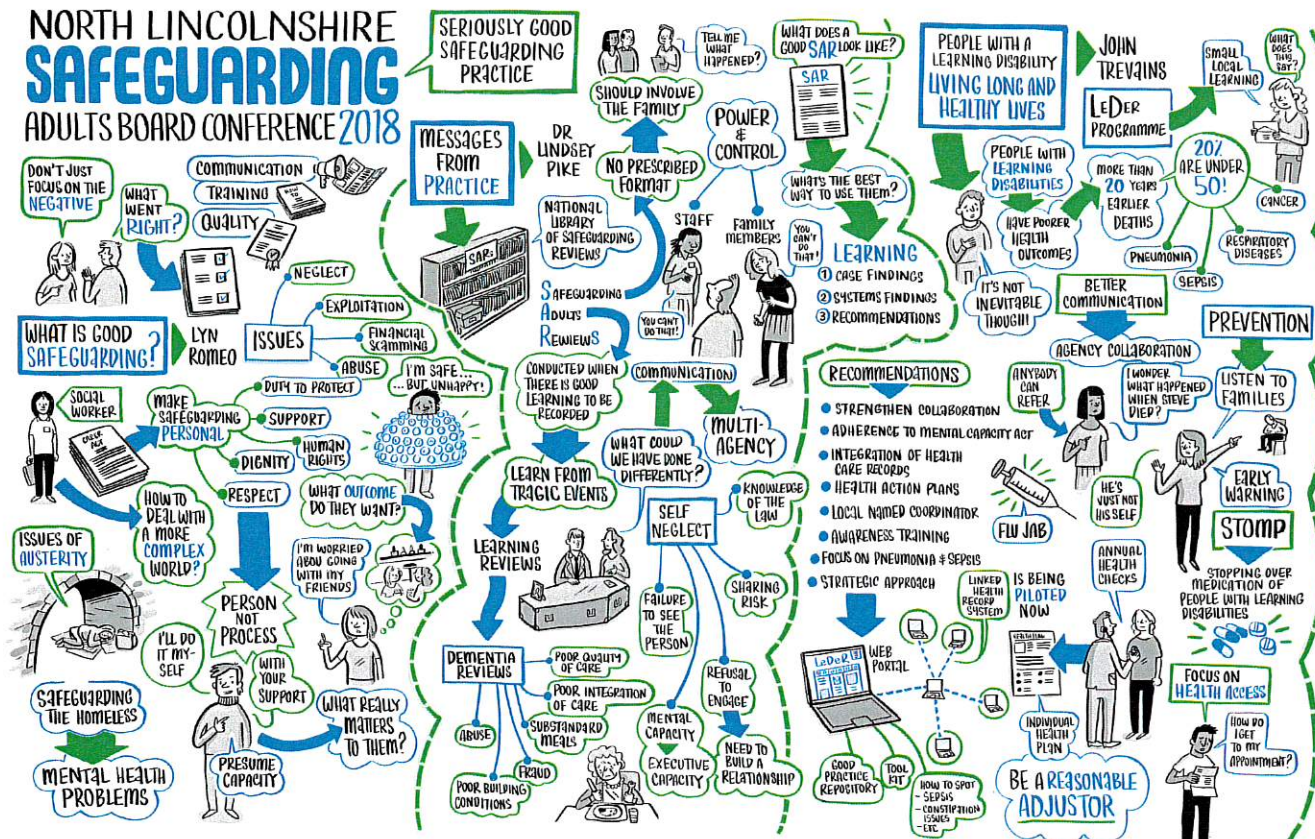 NORTH LINCOLNSHIRE
SAFEGUARDING
ADULTS BOARD CONFERENCE 2018
DON'T JUST
FOCUS ON THE
NEGATIVE
WHAT
WENT
RIGHT?
COMMUNICATION
TRAINING
QUALITY
WHAT IS GOOD
SAFEGUARDING?
LYN
ROMEO
ISSUES
NEGLECT
EXPLOITATION
FINANCIAL
SCAMMING
ABUSE
SOCIAL
WORKER
CARE ACT
MAKE
SAFEGUARDING
PERSONAL
DUTY TO PROTECT
SUPPORT
HUMAN
RIGHTS
DIGNITY
RESPECT
I'M SAFE...
...BUT UNHAPPY!
HOW TO
DEAL WITH
A MORE
COMPLEX
WORLD?
WHAT OUTCOME
DO THEY WANT?
I'M WORRIED
ABOU GOING
WITH MY
FRIENDS
ISSUES OF
AUSTERITY
PERSON
NOT
PROCESS
I'LL DO
IT MY-
SELF
WITH
YOUR
SUPPORT
PRESUME
CAPACITY
WHAT REALLY
MATTERS
TO THEM?
SAFEGUARDING
THE HOMELESS
MENTAL HEALTH
PROBLEMS
SERIOUSLY GOOD
SAFEGUARDING
PRACTICE
MESSAGES
FROM
PRACTICE
DR
LINDSEY
PIKE
TELL ME
WHAT
HAPPENED?
SHOULD INVOLVE
THE FAMILY
NO PRESCRIBED
FORMAT
NATIONAL
LIBRARY
OF SAFEGUARDING
REVIEWS
SARs
SAFEGUARDING
ADULTS
REWIEWS
POWER
&
CONTROL
STAFF
FAMILY
MEMBERS
YOU CAN'T
DO THAT!
YOU
CAN'T
DO
THAT!
WHAT DOES A
GOOD SAR LOOK LIKE?
SAR
WHAT'S THE BEST
WAY TO USE THEM?
LEARNING
1 CASE FINDINGS
2 SYSTEMS FINDINGS
3 RECOMMENDATIONS
CONDUCTED WHEN
THERE IS GOOD
LEARNING TO BE
RECORDED
COMMUNICATION
MULTI-
AGENCY
LEARN FROM
TRAGIC EVENTS
WHAT COULD
WE HAVE DONE
DIFFERENTLY?
LEARNING
REVIEWS
SELF
NEGLECT
KNOWLEDGE
OF THE
LAW
SHARING
RISK
FAILURE
TO SEE
THE
PERSON
REFUSAL
TO
ENGAGE
MENTAL
CAPACITY
EXECUTIVE
CAPACITY
NEED TO
BUILD A
RELATIONSHIP
DEMENTIA
REVIEWS
POOR QUALITY
OF CARE
POOR INTEGRATION
OF CARE
SUBSTANDARD
MEALS
FRAUD
ABUSE
POOR BUILDING
CONDITIONS
PEOPLE WITH A
LEARNING DISABILITY
LIVING LONG AND
HEALTHY LIVES
JOHN
TREVAINS
LeDer
PROGRAMME
SMALL
LOCAL
LEARNING
WHAT
DOES
THIS
SAY?
PEOPLE WITH
LEARNING
DISABILITIES
HAVE POORER
HEALTH
OUTCOMES
MORE THAN
20 YEARS
EARLIER
DEATHS
20%
ARE UNDER
50!
CANCER
RESPIRATORY
DISEASES
SEPSIS
PNEUMONIA
IT'S NOT
INEVITABLE
THOUGH!
BETTER
COMMUNICATION
AGENCY COLLABORATION
ANYBODY
CAN
REFER
I WONDER
WHAT HAPPENED
WHEN STEVE
DIED?
PREVENTION
LISTEN TO
FAMILIES
HE'S
JUST NOT
HIS SELF
EARLY
WARNING
FLU JAB
STOMP
STOPPING OVER
MEDICATION OF
PEOPLE WITH LEARNING
DISABILITIES
RECOMMENDATIONS
STRENGTHEN COLLABORATION
ADHERENCE TO MENTAL CAPACITY ACT
INTEGRATION OF HEALTH
CARE RECORDS
HEALTH ACTION PLANS
LOCAL NAMED COORDINATOR
AWARENESS TRAINING
FOCUS ON PNEUMONIA & SEPSIS
STRATEGIC APPROACH
LeDeR
WEB
PORTAL
LINKED
HEALTH
RECORD
SYSTEM
IS BEING
PILOTED
NOW
GOOD
PRACTICE
REPOSITORY
TOOL
KIT
HOW TO SPOT
- SEPSIS
- CONSTIPATION
ISSUES
- ETC
ANNUAL
HEALTH
CHECKS
INDIVIDUAL
HEALTH
PLAN
BE A REASONABLE
ADJUSTOR
FOCUS ON
HEALTH ACCESS
HOW DO
I GET
TO MY
APPOINTMENT?